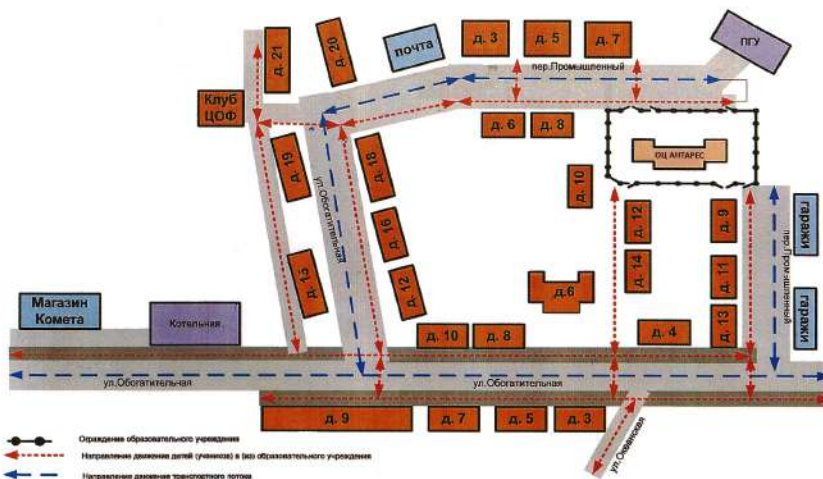 д. 21
д. 20
почта
д. 3
д. 5
д. 7
ПГУ
пер.Промышленный
Клуб
ЦОФ
д. 6
д. 8
ОЦ АНТАРЕС
д. 19
ул.Обогатительная
д. 18
д. 10
д. 16
д. 12
д. 9
гаражи
д. 14
д. 11
пер.Промышленный
д. 15
д. 12
д.6
Магазин
Комета
Котельная
д. 10
д. 8
д. 4
д. 13
гаражи
ул.Обогатительная
ул.Обогатительная
д. 9
д. 7
д. 5
д. 3
ул.Океанская
Ограждение образовательного учреждения
Направление движения детей (учеников) в (из) образовательного учреждения
Направление движение транспортного потока